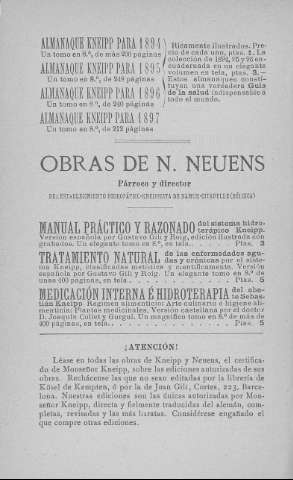 ALMANAQUE KNEIPP PARA 1894
Un tomo en 8.º, de más 200 páginas
ALMANAQUE KNEIPP PARA 1895
Un tomo en 8.º, de 249 páginas
ALMANAQUE KNEIPP PARA 1896
Un tomo en 8.º, de 240 páginas
ALMANAQUE KNEIPP PARA 1897
Un tomo en 8.º, de 212 páginas
Ricamente ilustrados. Precio de cada uno, ptas. 1. La
colección de 1894, 95 y 96 encuadernada en un elegante
volumen en tela, ptas. 3.—
Estos almanaques constituyen una verdadera Guía
de la salud indispensable a
todo el mundo.
OBRAS DE N. NEUENS
Párroco y director
DEL ESTABLECIMIENTO HIDROPÁTICO-KNEIPPISTA DE NAMUR-CITADELLE (BÉLGICA)
MANUAL PRÁCTICO Y RAZONADO del sistema hidroterápico Kneipp.
Versión española por Gustavo Gili y Roig, edición ilustrada con
grabados. Un elegante tomo en 8.º, en tela. . . Ptas. 3
TRATAMIENTO NATURAL de las enfermedades agudas y crónicas por el sistema
Kneipp, clasificadas metódica y científicamente. Versión
española por Gustavo Gili y Roig. Un elegante tomo en 8.º de
unas 400 páginas, en tela. . . Ptas. 5
MEDICACIÓN INTERNA É HIDROTERAPIA del abate Sebastián
Kneipp Régimen alimenticio: Arte culinario é higiene alimenticia:
Plantas medicinales. Versión castellana por el doctor
D. Joaquín Collet y Gurguí. Un magnífico tomo en 8.º de más de
400 páginas, en tela. . . Ptas. 5
¡ATENCIÓN!
Léase en todas las obras de Kneipp y Neuens, el certificado
de Monseñor Kneipp, sobre las ediciones autorizadas de sus
obras. Rechácense las que no sean editadas por la librería de
Kösel de Kempten, ó por la de Juan Gili, Cortes, 223, Barcelona.
Nuestras ediciones son las únicas autorizadas por Monseñor
Kneipp, directa y fielmente traducidas del alemán, completas,
revisadas y las más baratas. Considérese engañado el
que compre otras ediciones.